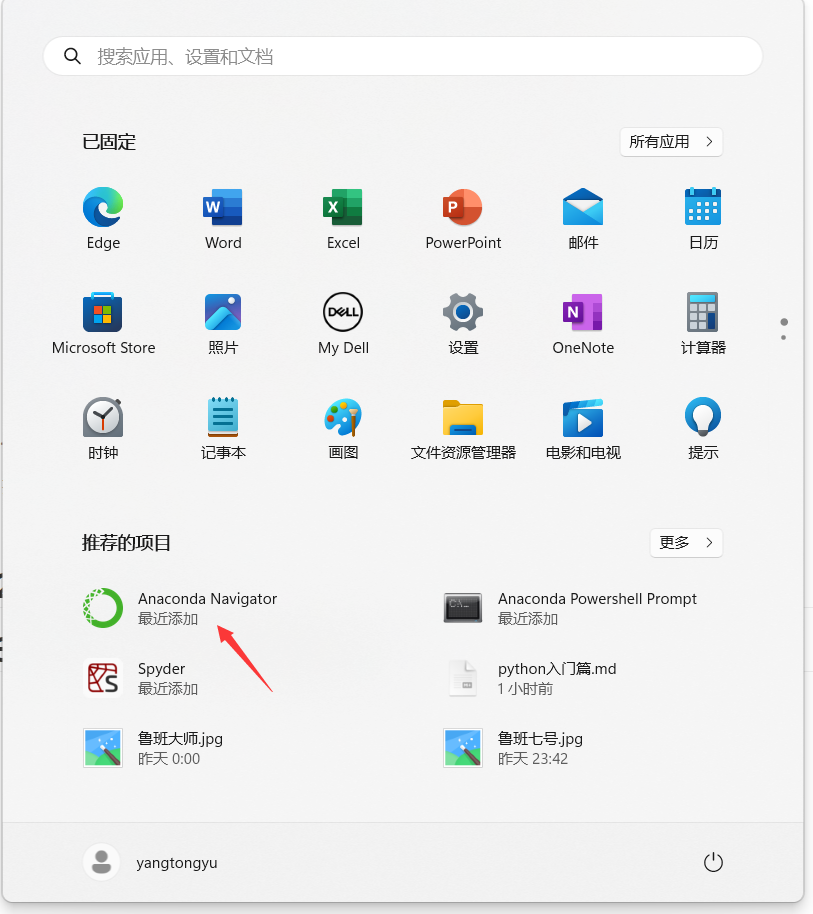 搜索应用、设置和文档
已固定
所有应用
Edge
Word
Excel
PowerPoint
邮件
日历
Microsoft Store
照片
My Dell
设置
OneNote
计算器
时钟
记事本
画图
文件资源管理器
电影和电视
提示
推荐的项目
更多
Anaconda Navigator
最近添加
Anaconda Powershell Prompt
最近添加
Spyder
最近添加
python入门篇.md
1 小时前
鲁班大师.jpg
昨天 0:00
鲁班七号.jpg
昨天 23:42
yangtongyu